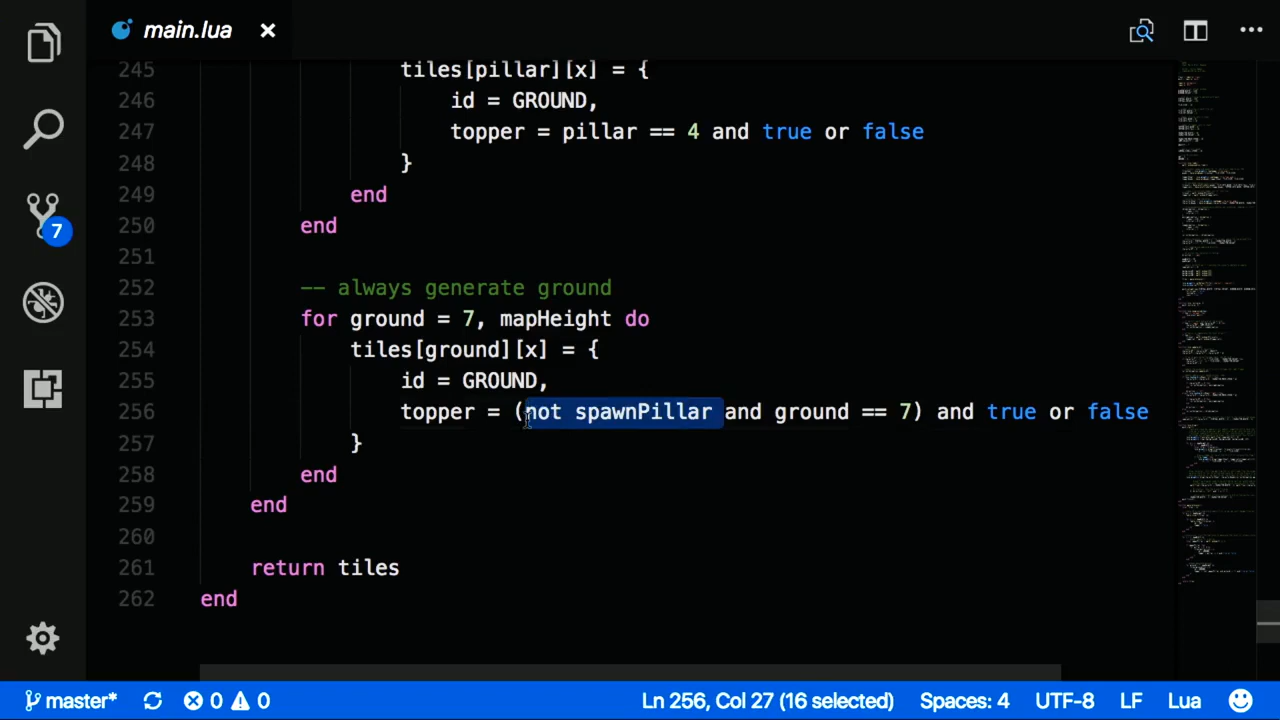 main.lua ×
245 tiles[pillar][x] = {
246 id = GROUND,
247 topper = pillar == 4 and true or false
248 }
249 end
250 end
251
252 -- always generate ground
253 for ground = 7, mapHeight do
254 tiles[ground][x] = {
255 id = GROUND,
256 topper = (not spawnPillar and ground == 7) and true or false
257 }
258 end
259 end
260
261 return tiles
262 end
7
master* 0 0 Ln 256, Col 27 (16 selected) Spaces: 4 UTF-8 LF Lua